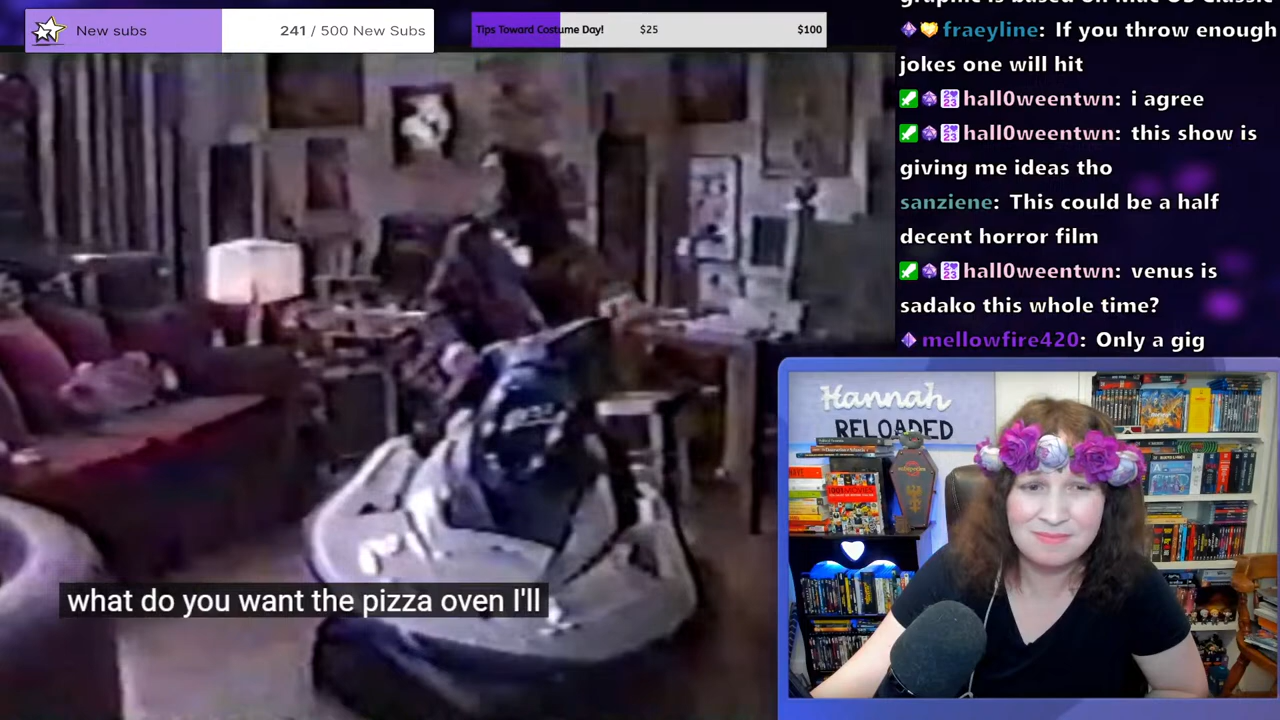 New subs
241 / 500 New Subs
Tips Toward Costume Day!
$25
$100
fraeyline: If you throw enough
jokes one will hit
hall0weentwn: i agree
hall0weentwn: this show is
giving me ideas tho
sanziene: This could be a half
decent horror film
hall0weentwn: venus is
sadako this whole time?
mellowfire420: Only a gig
what do you want the pizza oven I'll
Hannah
RELOADED